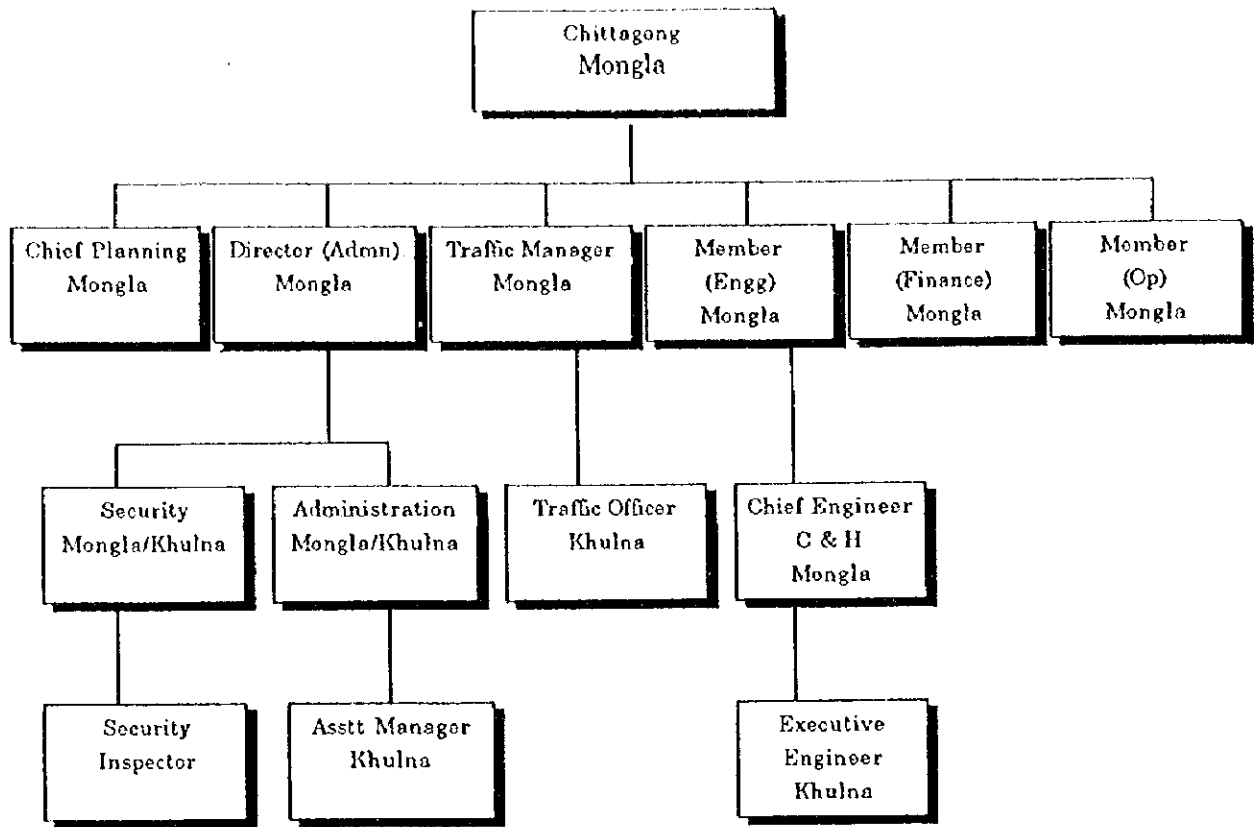 Chittagong
Mongla
Chief Planning
Mongla
Director (Admn)
Mongla
Traffic Manager
Mongla
Member
(Engg)
Mongla
Member
(Finance)
Mongla
Member
(Op)
Mongla
Security
Mongla/Khulna
Administration
Mongla/Khulna
Traffic Officer
Khulna
Chief Engineer
C & H
Mongla
Security
Inspector
Asstt Manager
Khulna
Executive
Engineer
Khulna